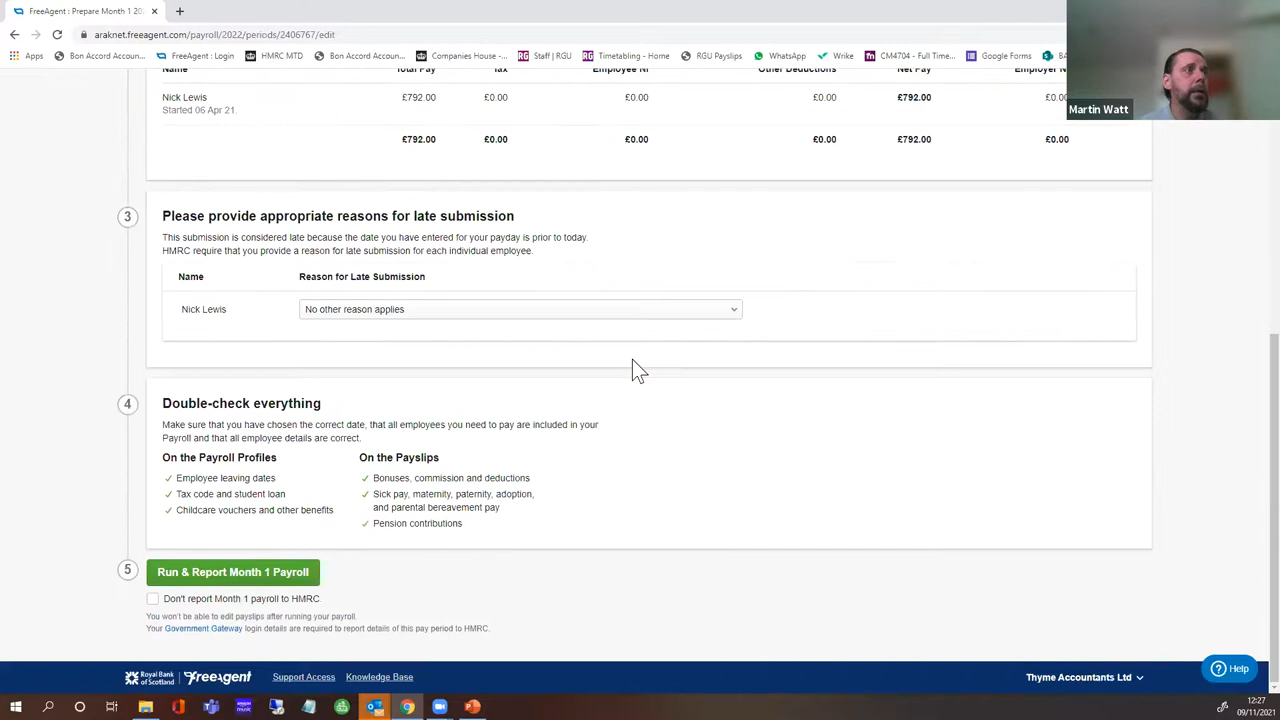 FreeAgent : Prepare Month 1 20
araknet.freeagent.com/payroll/2022/periods/2406767/edit
Apps
Bon Accord Accoun...
FreeAgent : Login
HMRC MTD
Bon Accord Accoun...
Companies House -...
Staff | RGU
Timetabling - Home
RGU Payslips
WhatsApp
Wrike
CM4704 - Full Time...
Google Forms
Martin Watt
Name Total Pay Tax Employee NI Other Deductions Net Pay Employer N
Nick Lewis £792.00 £0.00 £0.00 £0.00 £792.00 £0.00
Started 06 Apr 21.
£792.00 £0.00 £0.00 £0.00 £792.00 £0.00
3 Please provide appropriate reasons for late submission
This submission is considered late because the date you have entered for your payday is prior to today.
HMRC require that you provide a reason for late submission for each individual employee.
Name Reason for Late Submission
Nick Lewis No other reason applies
4 Double-check everything
Make sure that you have chosen the correct date, that all employees you need to pay are included in your
Payroll and that all employee details are correct.
On the Payroll Profiles On the Payslips
Employee leaving dates Bonuses, commission and deductions
Tax code and student loan Sick pay, maternity, paternity, adoption,
and parental bereavement pay
Childcare vouchers and other benefits
Pension contributions
5 Run & Report Month 1 Payroll
Don't report Month 1 payroll to HMRC.
You won't be able to edit payslips after running your payroll.
Your Government Gateway login details are required to report details of this pay period to HMRC.
Royal Bank of Scotland FreeAgent Support Access Knowledge Base Thyme Accountants Ltd
Help
12:27
09/11/2021